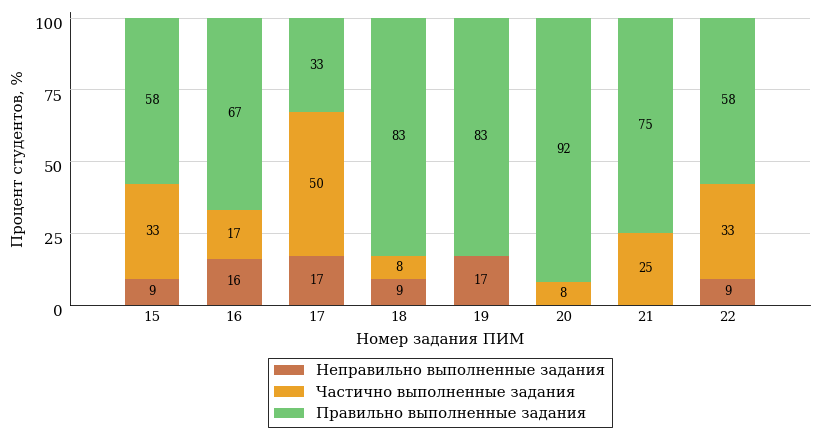 Процент студентов, %
100
75
50
25
0
58 67 33 83 83 92 75 58
33 17 50 8 8 25 33
9 16 17 9 17 9
15 16 17 18 19 20 21 22
Номер задания ПИМ
Неправильно выполненные задания
Частично выполненные задания
Правильно выполненные задания